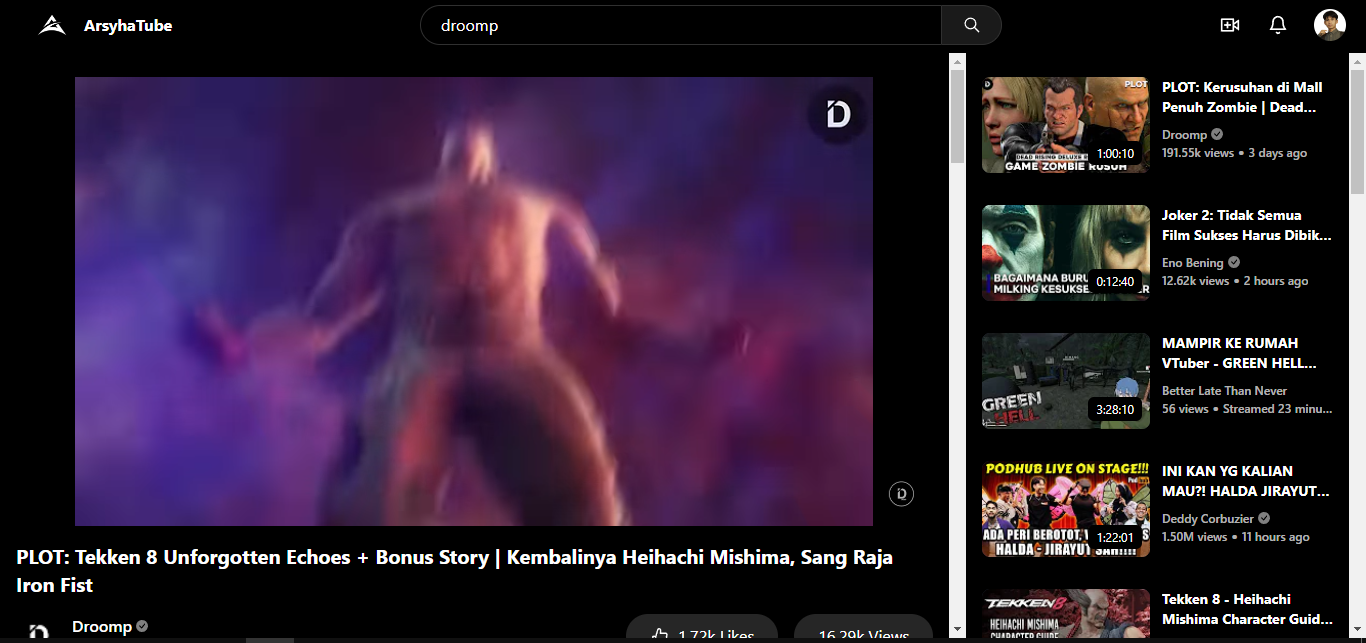 ArsyhaTube
droomp
PLOT: Tekken 8 Unforgotten Echoes + Bonus Story | Kembalinya Heihachi Mishima, Sang Raja
Iron Fist
Droomp
1.72k Likes
16.29k Views
PLOT
DEAD RISING DELUXE R
GAME ZOMBIE RUSUH
1:00:10
PLOT: Kerusuhan di Mall
Penuh Zombie | Dead...
Droomp
191.55k views • 3 days ago
BAGAIMANA BURU
MILKING KESUKSE
ER
0:12:40
Joker 2: Tidak Semua
Film Sukses Harus Dibik...
Eno Bening
12.62k views • 2 hours ago
GREEN
HELL
3:28:10
MAMPIR KE RUMAH
VTuber - GREEN HELL...
Better Late Than Never
56 views • Streamed 23 minu...
PODHUB LIVE ON STAGE!!!
ADA PERI BEROTOT,
HALDA - JIRAYUT
1:22:01
INI KAN YG KALIAN
MAU?! HALDA JIRAYUT...
Deddy Corbuzier
1.50M views • 11 hours ago
TEKKEN 8
HEIHACHI MISHIMA
CHARACTER GUIDE
Tekken 8 - Heihachi
Mishima Character Guid...